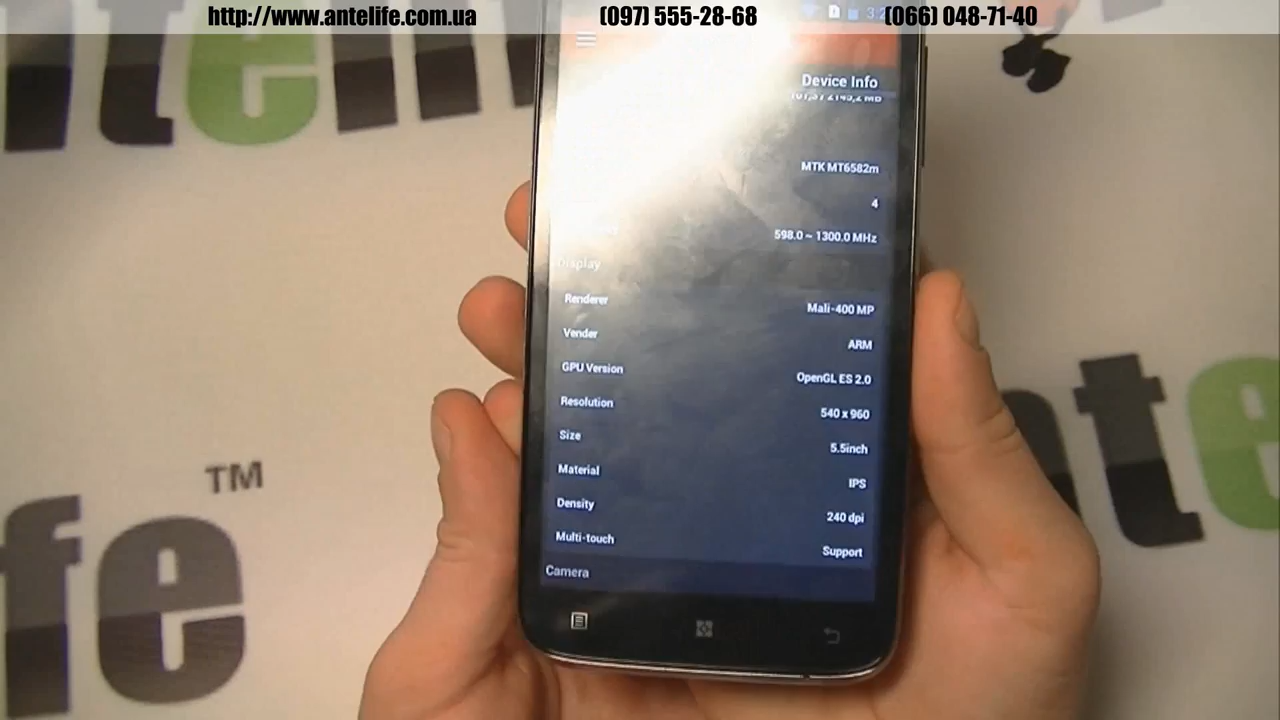 http://www.antelife.com.ua (097) 555-28-68 (066) 048-71-40
Device Info
MTK MT6582m
4
598.0 ~ 1300.0 MHz
Display
Renderer Mali-400 MP
Vender ARM
GPU Version OpenGL ES 2.0
Resolution 540 x 960
Size 5.5inch
Material IPS
Density 240 dpi
Multi-touch Support
Camera
TM
fe
te